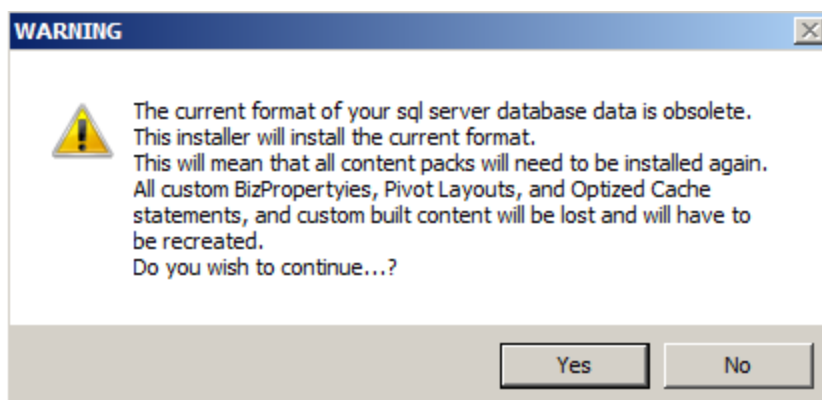 WARNING
The current format of your sql server database data is obsolete.
This installer will install the current format.
This will mean that all content packs will need to be installed again.
All custom BizPropertyies, Pivot Layouts, and Optized Cache
statements, and custom built content will be lost and will have to
be recreated.
Do you wish to continue...?
Yes
No